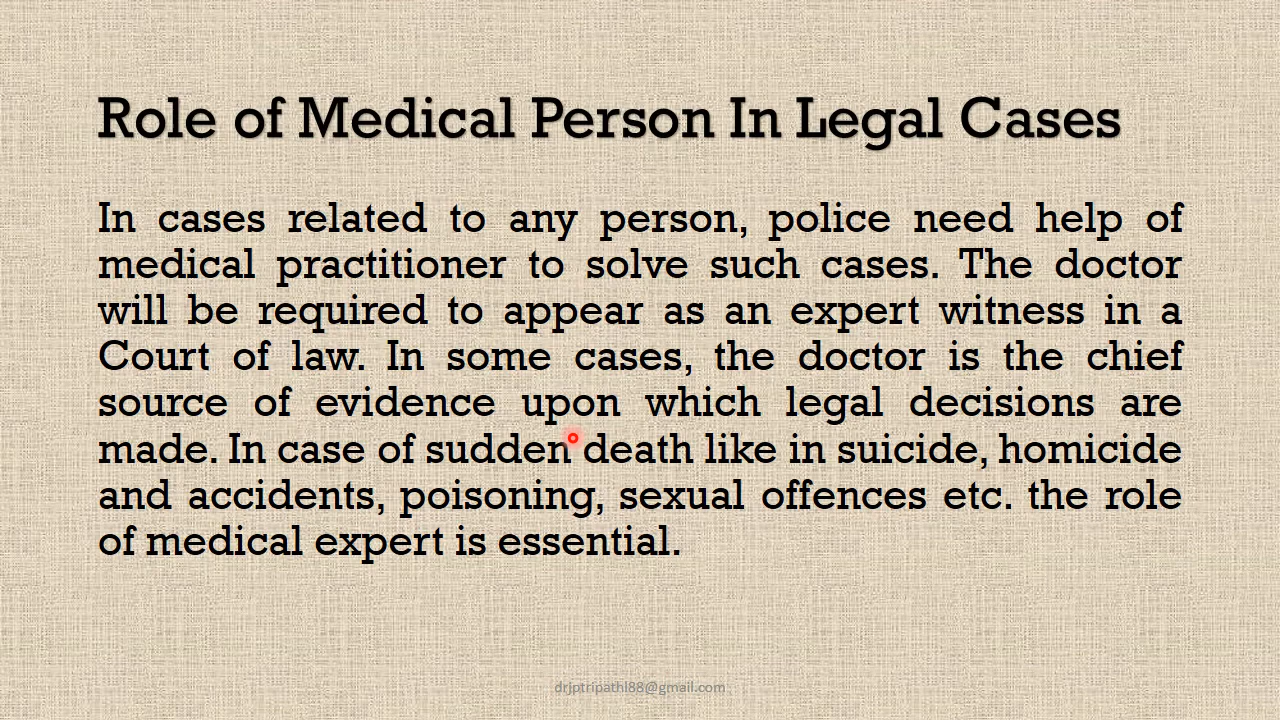 Role of Medical Person In Legal Cases
In cases related to any person, police need help of
medical practitioner to solve such cases. The doctor
will be required to appear as an expert witness in a
Court of law. In some cases, the doctor is the chief
source of evidence upon which legal decisions are
made. In case of sudden death like in suicide, homicide
and accidents, poisoning, sexual offences etc. the role
of medical expert is essential.
drjptripathi88@gmail.com